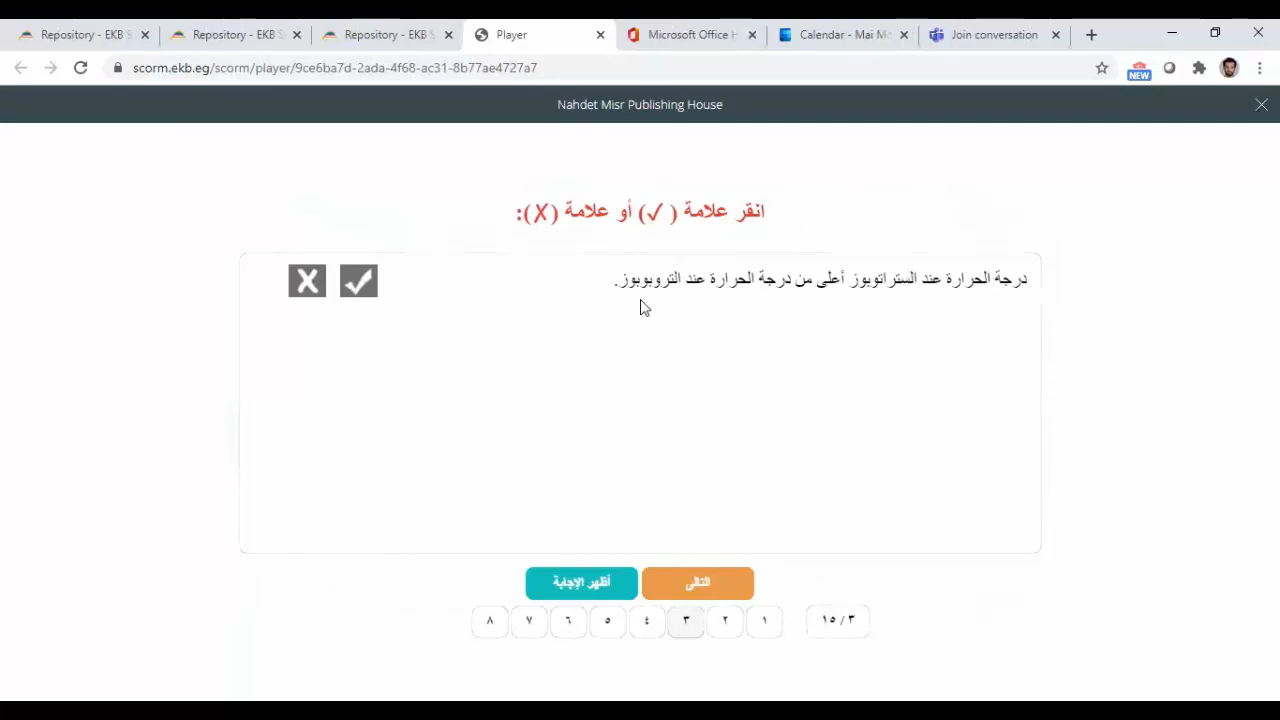 Repository - EKB S
Repository - EKB S
Repository - EKB S
Player
Microsoft Office H
Calendar - Mai Mo
Join conversation
scorm.ekb.eg/scorm/player/9ce6ba7d-2ada-4f68-ac31-8b77ae4727a7
NEW
Nahdet Misr Publishing House
انقر علامة (✓) أو علامة (✗):
درجة الحرارة عند الستراتوبوز أعلى من درجة الحرارة عند التروبوبوز.
التالى
أظهر الإجابة
٣ / ١٥
١ ٢ ٣ ٤ ٥ ٦ ٧ ٨